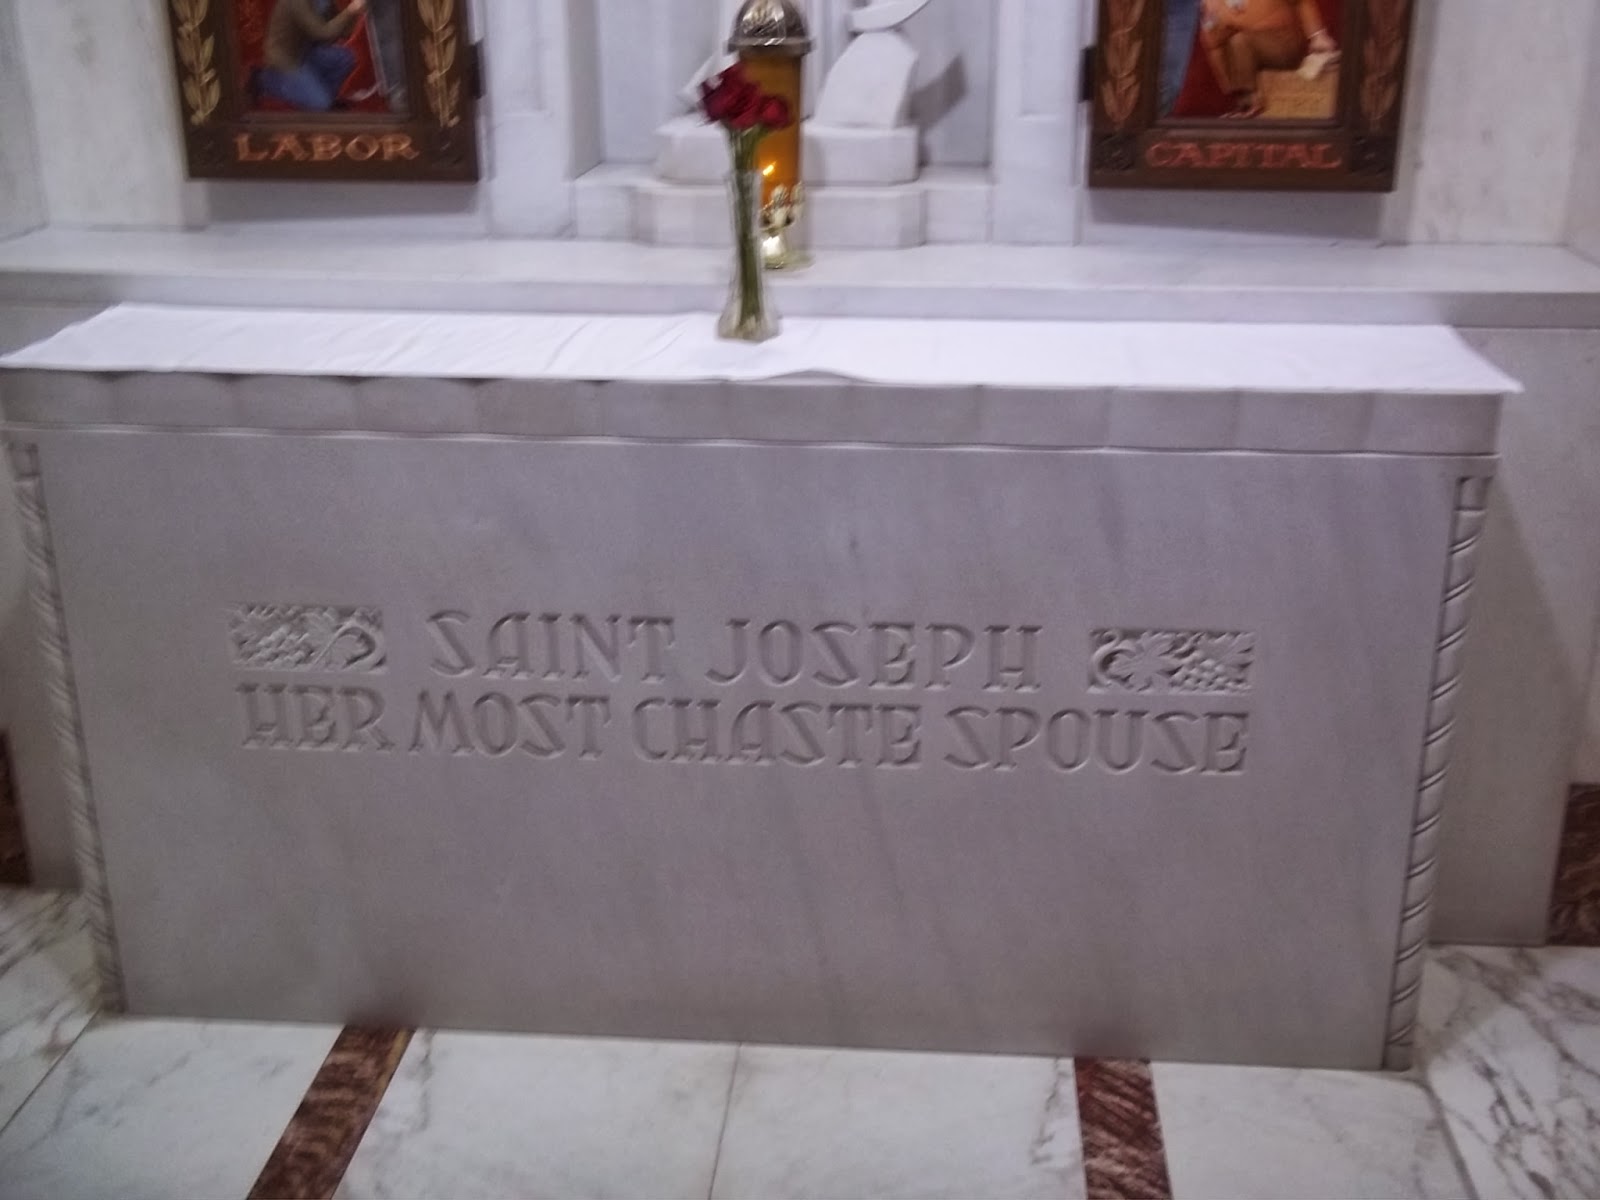 LABOR
CAPITAL
SAINT JOSEPH
HER MOST CHASTE SPOUSE